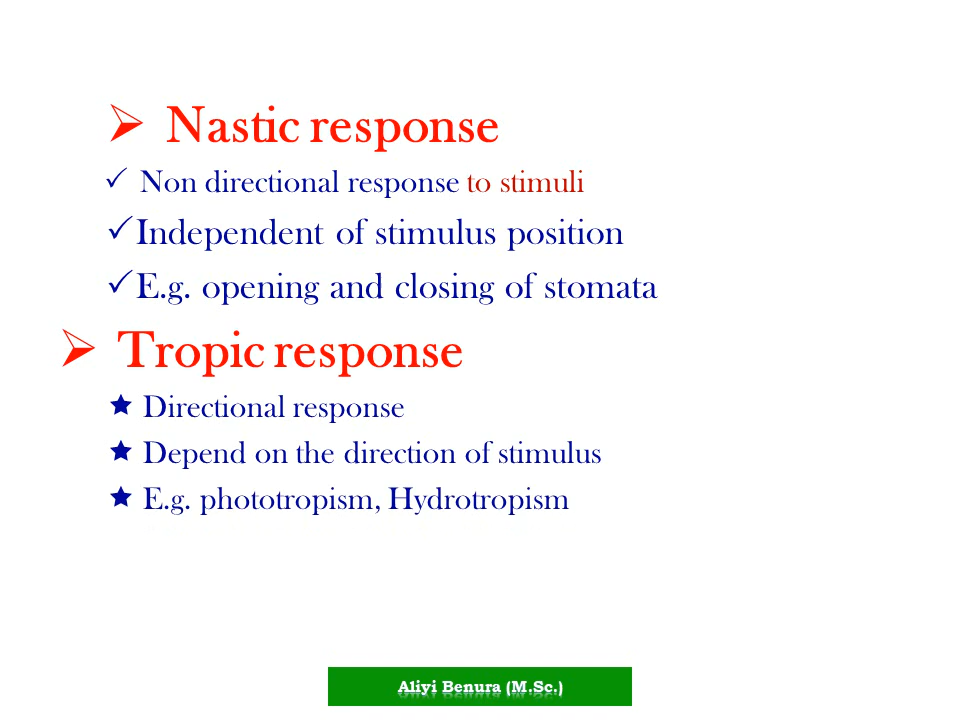 ➢ Nastic response
✓ Non directional response to stimuli
✓Independent of stimulus position
✓E.g. opening and closing of stomata
➢ Tropic response
★ Directional response
★ Depend on the direction of stimulus
★ E.g. phototropism, Hydrotropism
Aliyi Benura (M.Sc.)